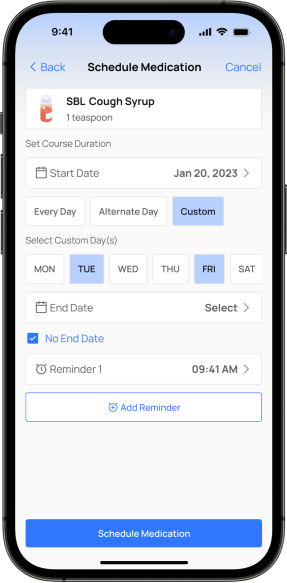 9:41
Back Schedule Medication Cancel
SBL Cough Syrup
1 teaspoon
Set Course Duration
Start Date Jan 20, 2023
Every Day Alternate Day Custom
Select Custom Day(s)
MON TUE WED THU FRI SAT
End Date Select
No End Date
Reminder 1 09:41 AM
Add Reminder
Schedule Medication